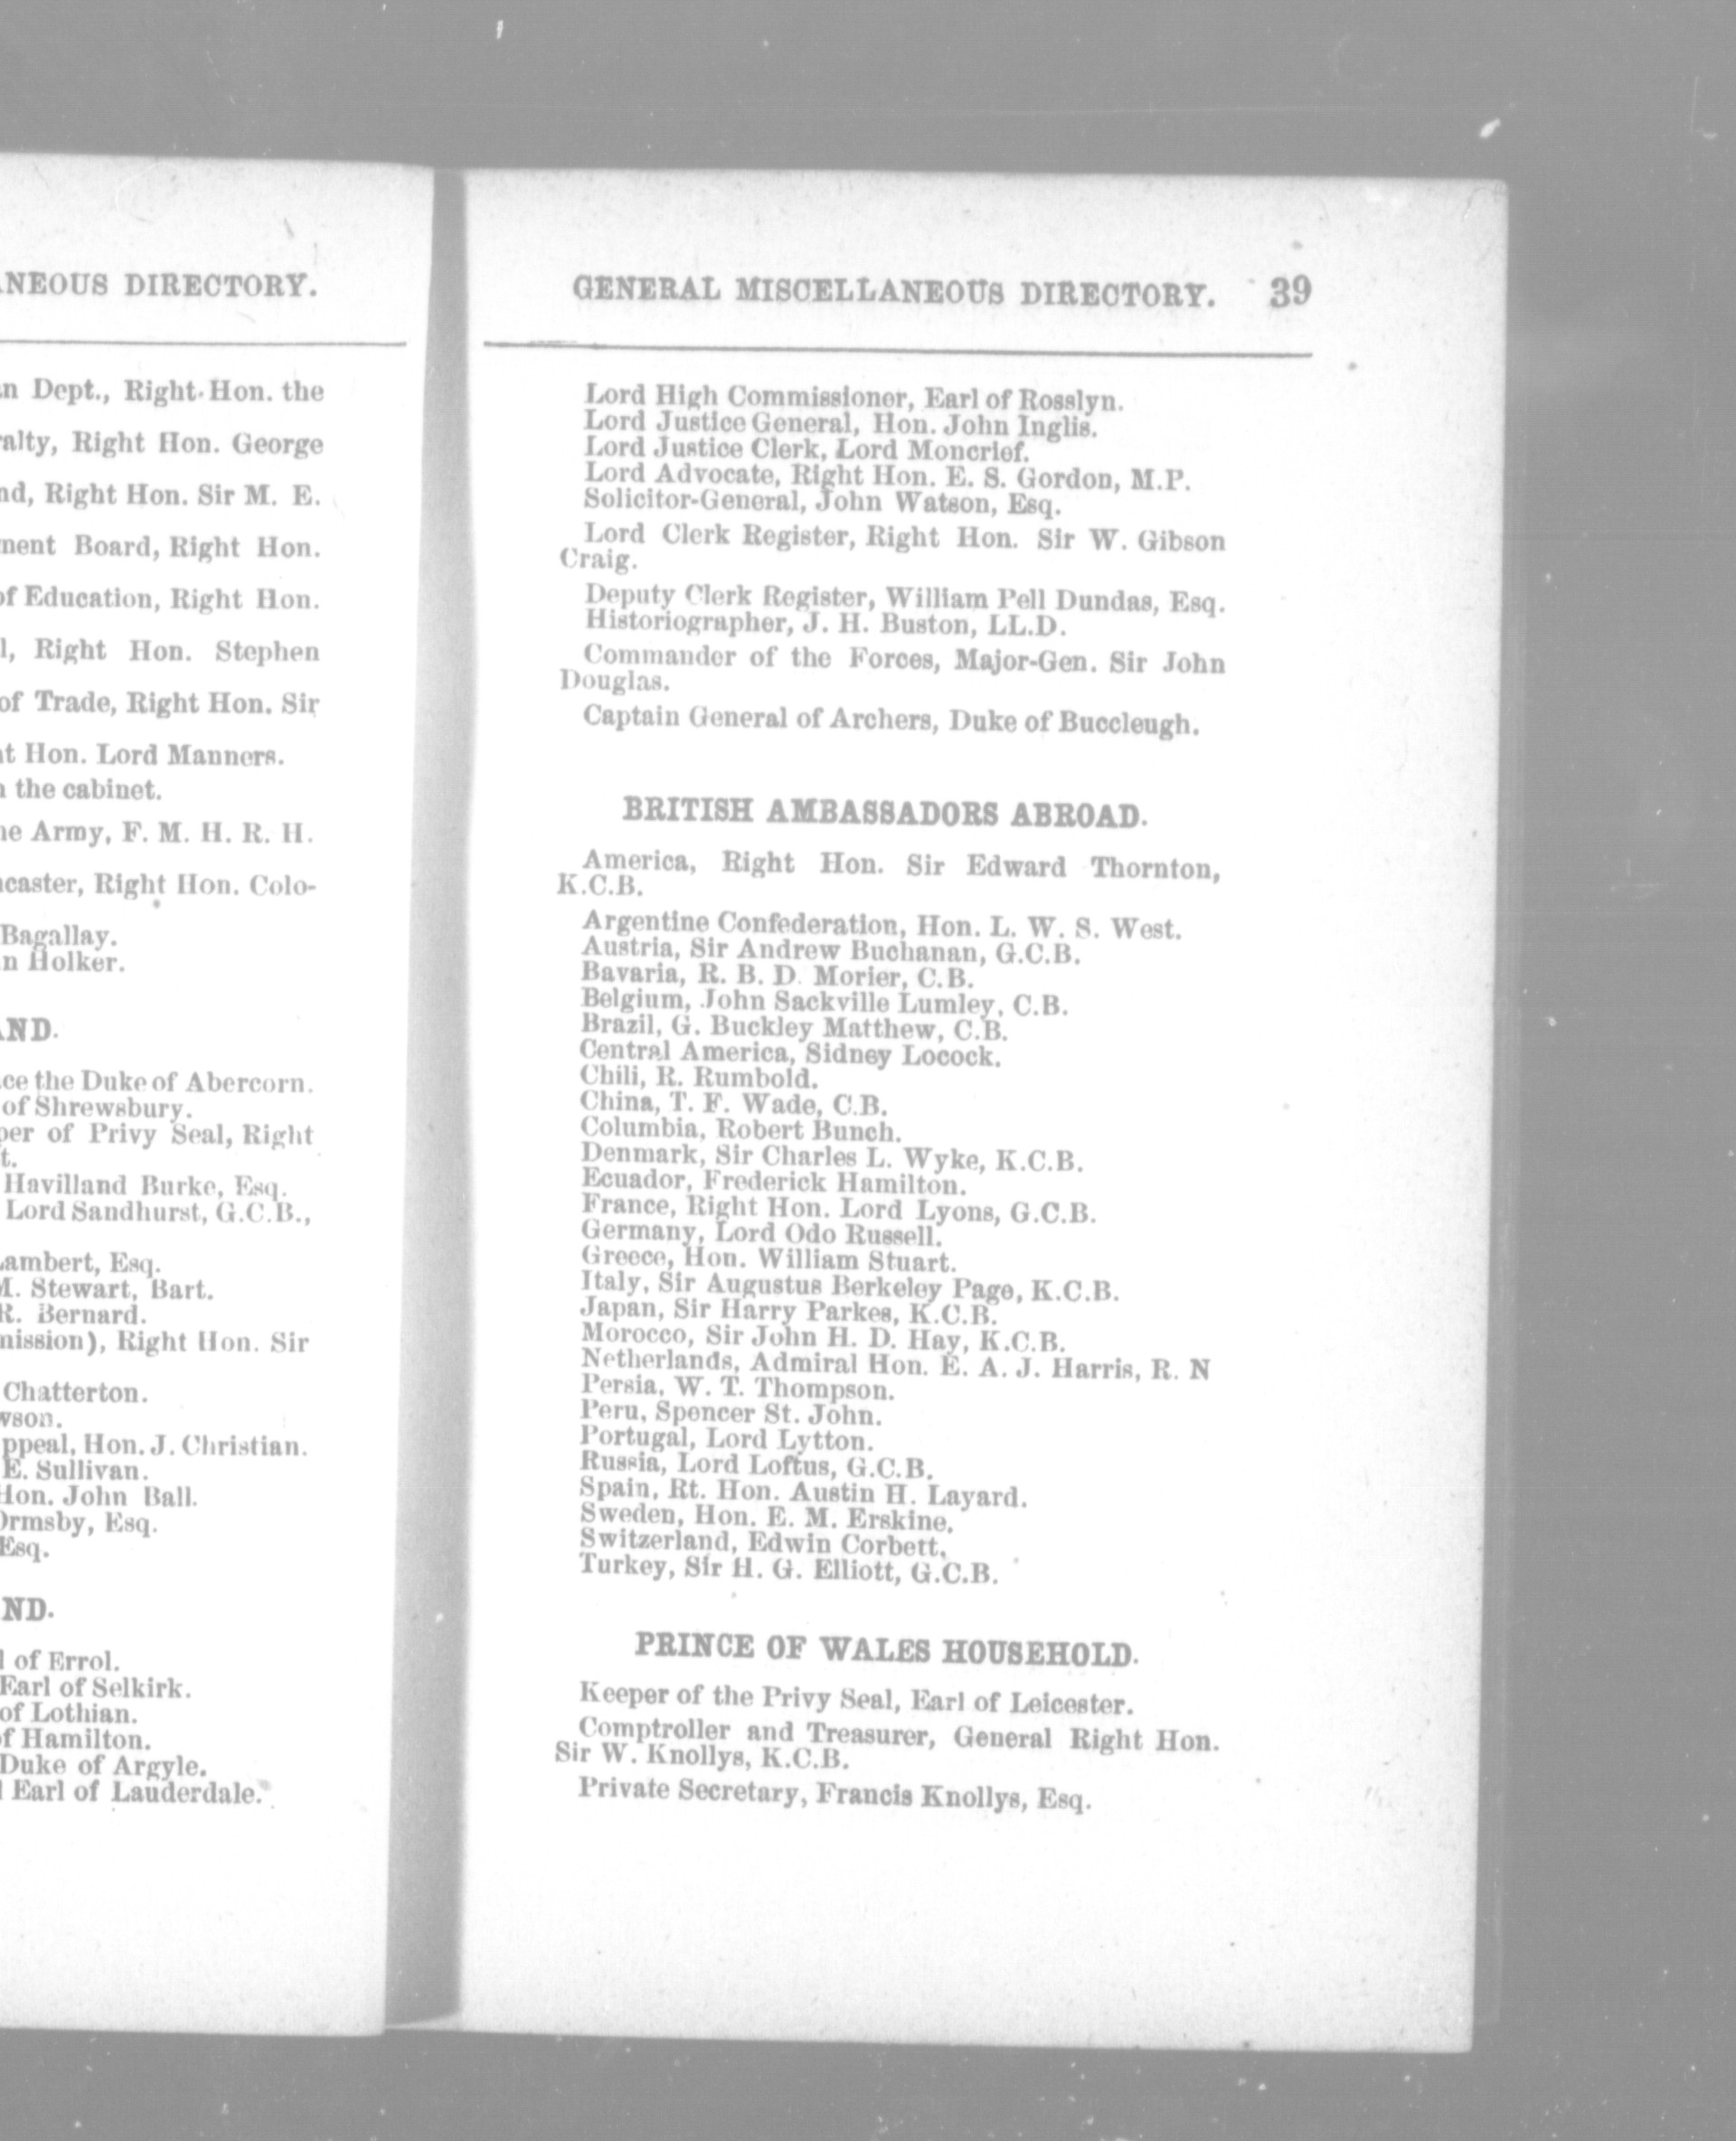 NEOUS DIRECTORY.
n Dept., Right Hon. the
alty, Right Hon. George
nd, Right Hon. Sir M. E.
ment Board, Right Hon.
of Education, Right Hon.
l, Right Hon. Stephen
of Trade, Right Hon. Sir
t Hon. Lord Manners.
the cabinet.
he Army, F. M. H. R. H.
caster, Right Hon. Colo-
Bagallay.
n Holker.
AND.
ce the Duke of Abercorn.
of Shrewsbury.
per of Privy Seal, Right
t.
Havilland Burke, Esq.
Lord Sandhurst, G.C.B.,
Lambert, Esq.
M. Stewart, Bart.
R. Bernard.
mission), Right Hon. Sir
Chatterton.
wson.
ppeal, Hon. J. Christian.
E. Sullivan.
Hon. John Ball.
Ormsby, Esq.
Esq.
ND.
l of Errol.
Earl of Selkirk.
of Lothian.
of Hamilton.
Duke of Argyle.
Earl of Lauderdale.
GENERAL MISCELLANEOUS DIRECTORY. 39
Lord High Commissioner, Earl of Rosslyn.
Lord Justice General, Hon. John Inglis.
Lord Justice Clerk, Lord Moncrief.
Lord Advocate, Right Hon. E. S. Gordon, M.P.
Solicitor-General, John Watson, Esq.
Lord Clerk Register, Right Hon. Sir W. Gibson
Craig.
Deputy Clerk Register, William Pell Dundas, Esq.
Historiographer, J. H. Buston, LL.D.
Commander of the Forces, Major-Gen. Sir John
Douglas.
Captain General of Archers, Duke of Buccleugh.
BRITISH AMBASSADORS ABROAD.
America, Right Hon. Sir Edward Thornton,
K.C.B.
Argentine Confederation, Hon. L. W. S. West.
Austria, Sir Andrew Buchanan, G.C.B.
Bavaria, R. B. D. Morier, C.B.
Belgium, John Sackville Lumley, C.B.
Brazil, G. Buckley Matthew, C.B.
Central America, Sidney Locock.
Chili, R. Rumbold.
China, T. F. Wade, C.B.
Columbia, Robert Bunch.
Denmark, Sir Charles L. Wyke, K.C.B.
Ecuador, Frederick Hamilton.
France, Right Hon. Lord Lyons, G.C.B.
Germany, Lord Odo Russell.
Greece, Hon. William Stuart.
Italy, Sir Augustus Berkeley Page, K.C.B.
Japan, Sir Harry Parkes, K.C.B.
Morocco, Sir John H. D. Hay, K.C.B.
Netherlands, Admiral Hon. E. A. J. Harris, R. N
Persia, W. T. Thompson.
Peru, Spencer St. John.
Portugal, Lord Lytton.
Russia, Lord Loftus, G.C.B.
Spain, Rt. Hon. Austin H. Layard.
Sweden, Hon. E. M. Erskine.
Switzerland, Edwin Corbett.
Turkey, Sir H. G. Elliott, G.C.B.
PRINCE OF WALES HOUSEHOLD.
Keeper of the Privy Seal, Earl of Leicester.
Comptroller and Treasurer, General Right Hon.
Sir W. Knollys, K.C.B.
Private Secretary, Francis Knollys, Esq.